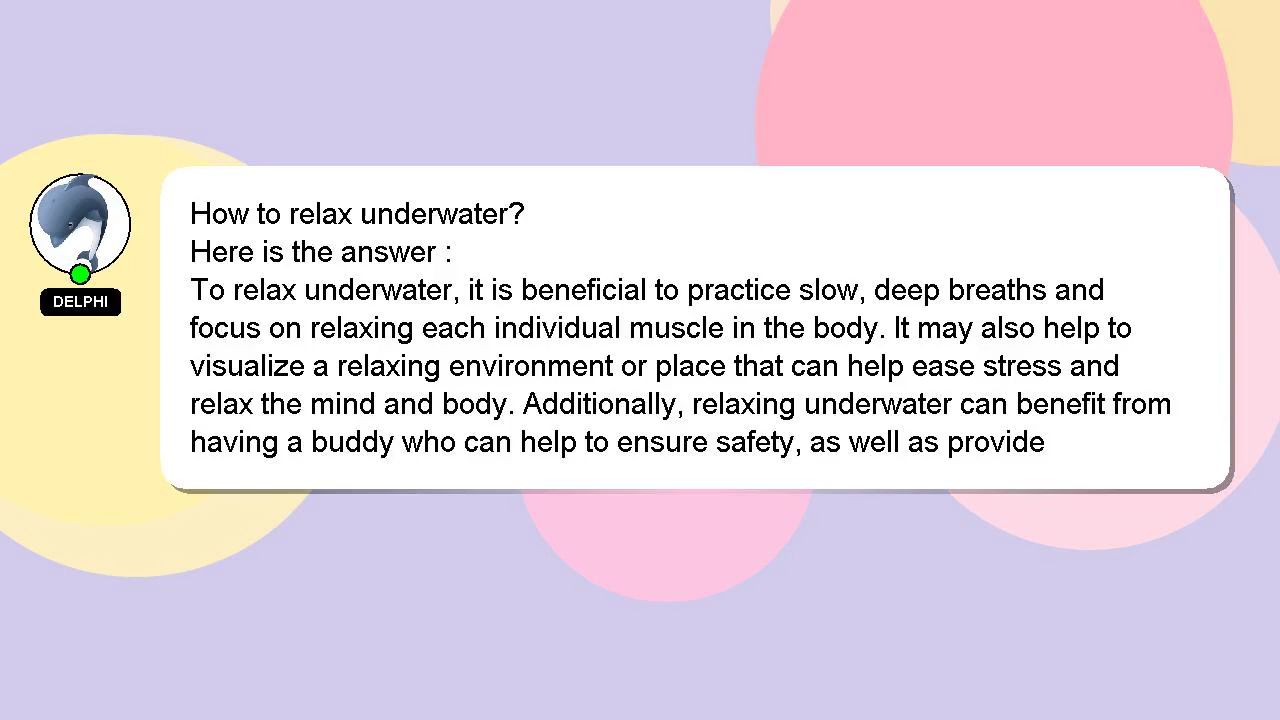 How to relax underwater?
Here is the answer :
To relax underwater, it is beneficial to practice slow, deep breaths and
focus on relaxing each individual muscle in the body. It may also help to
visualize a relaxing environment or place that can help ease stress and
relax the mind and body. Additionally, relaxing underwater can benefit from
having a buddy who can help to ensure safety, as well as provide
DELPHI